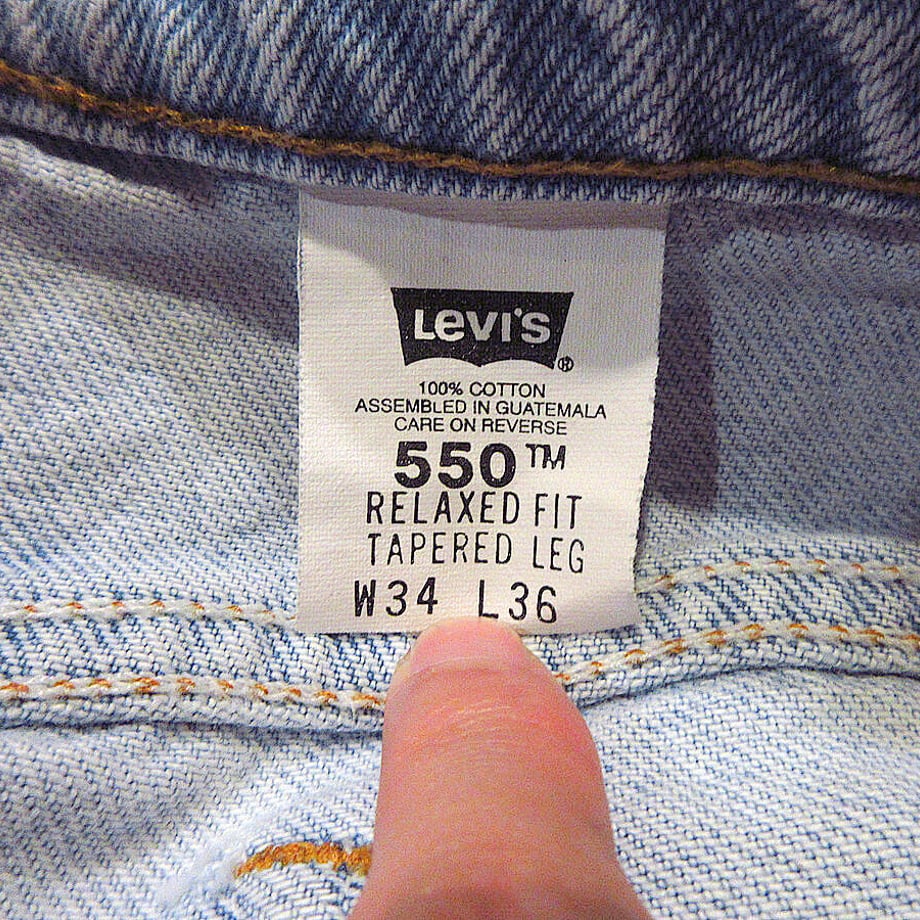 Levi's®
100% COTTON
ASSEMBLED IN GUATEMALA
CARE ON REVERSE
550™
RELAXED FIT
TAPERED LEG
W34 L36